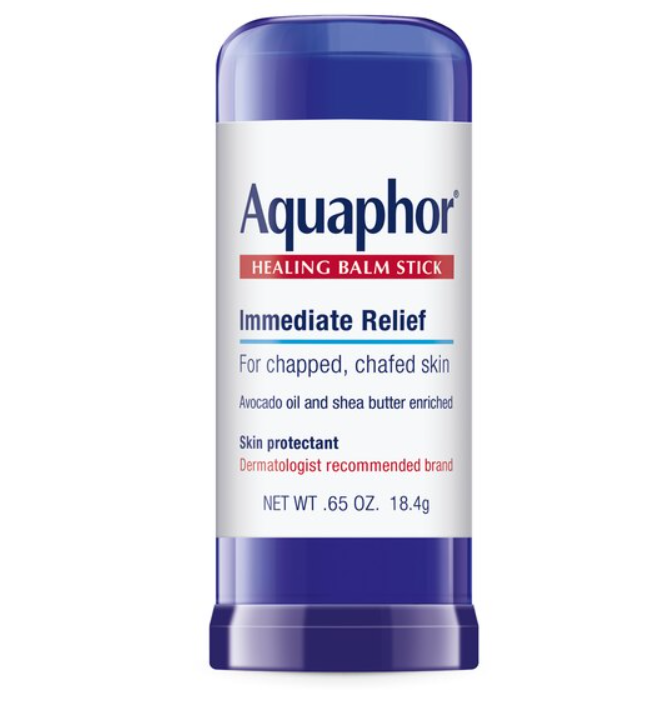 Aquaphor®
HEALING BALM STICK
Immediate Relief
For chapped, chafed skin
Avocado oil and shea butter enriched
Skin protectant
Dermatologist recommended brand
NET WT .65 OZ. 18.4g